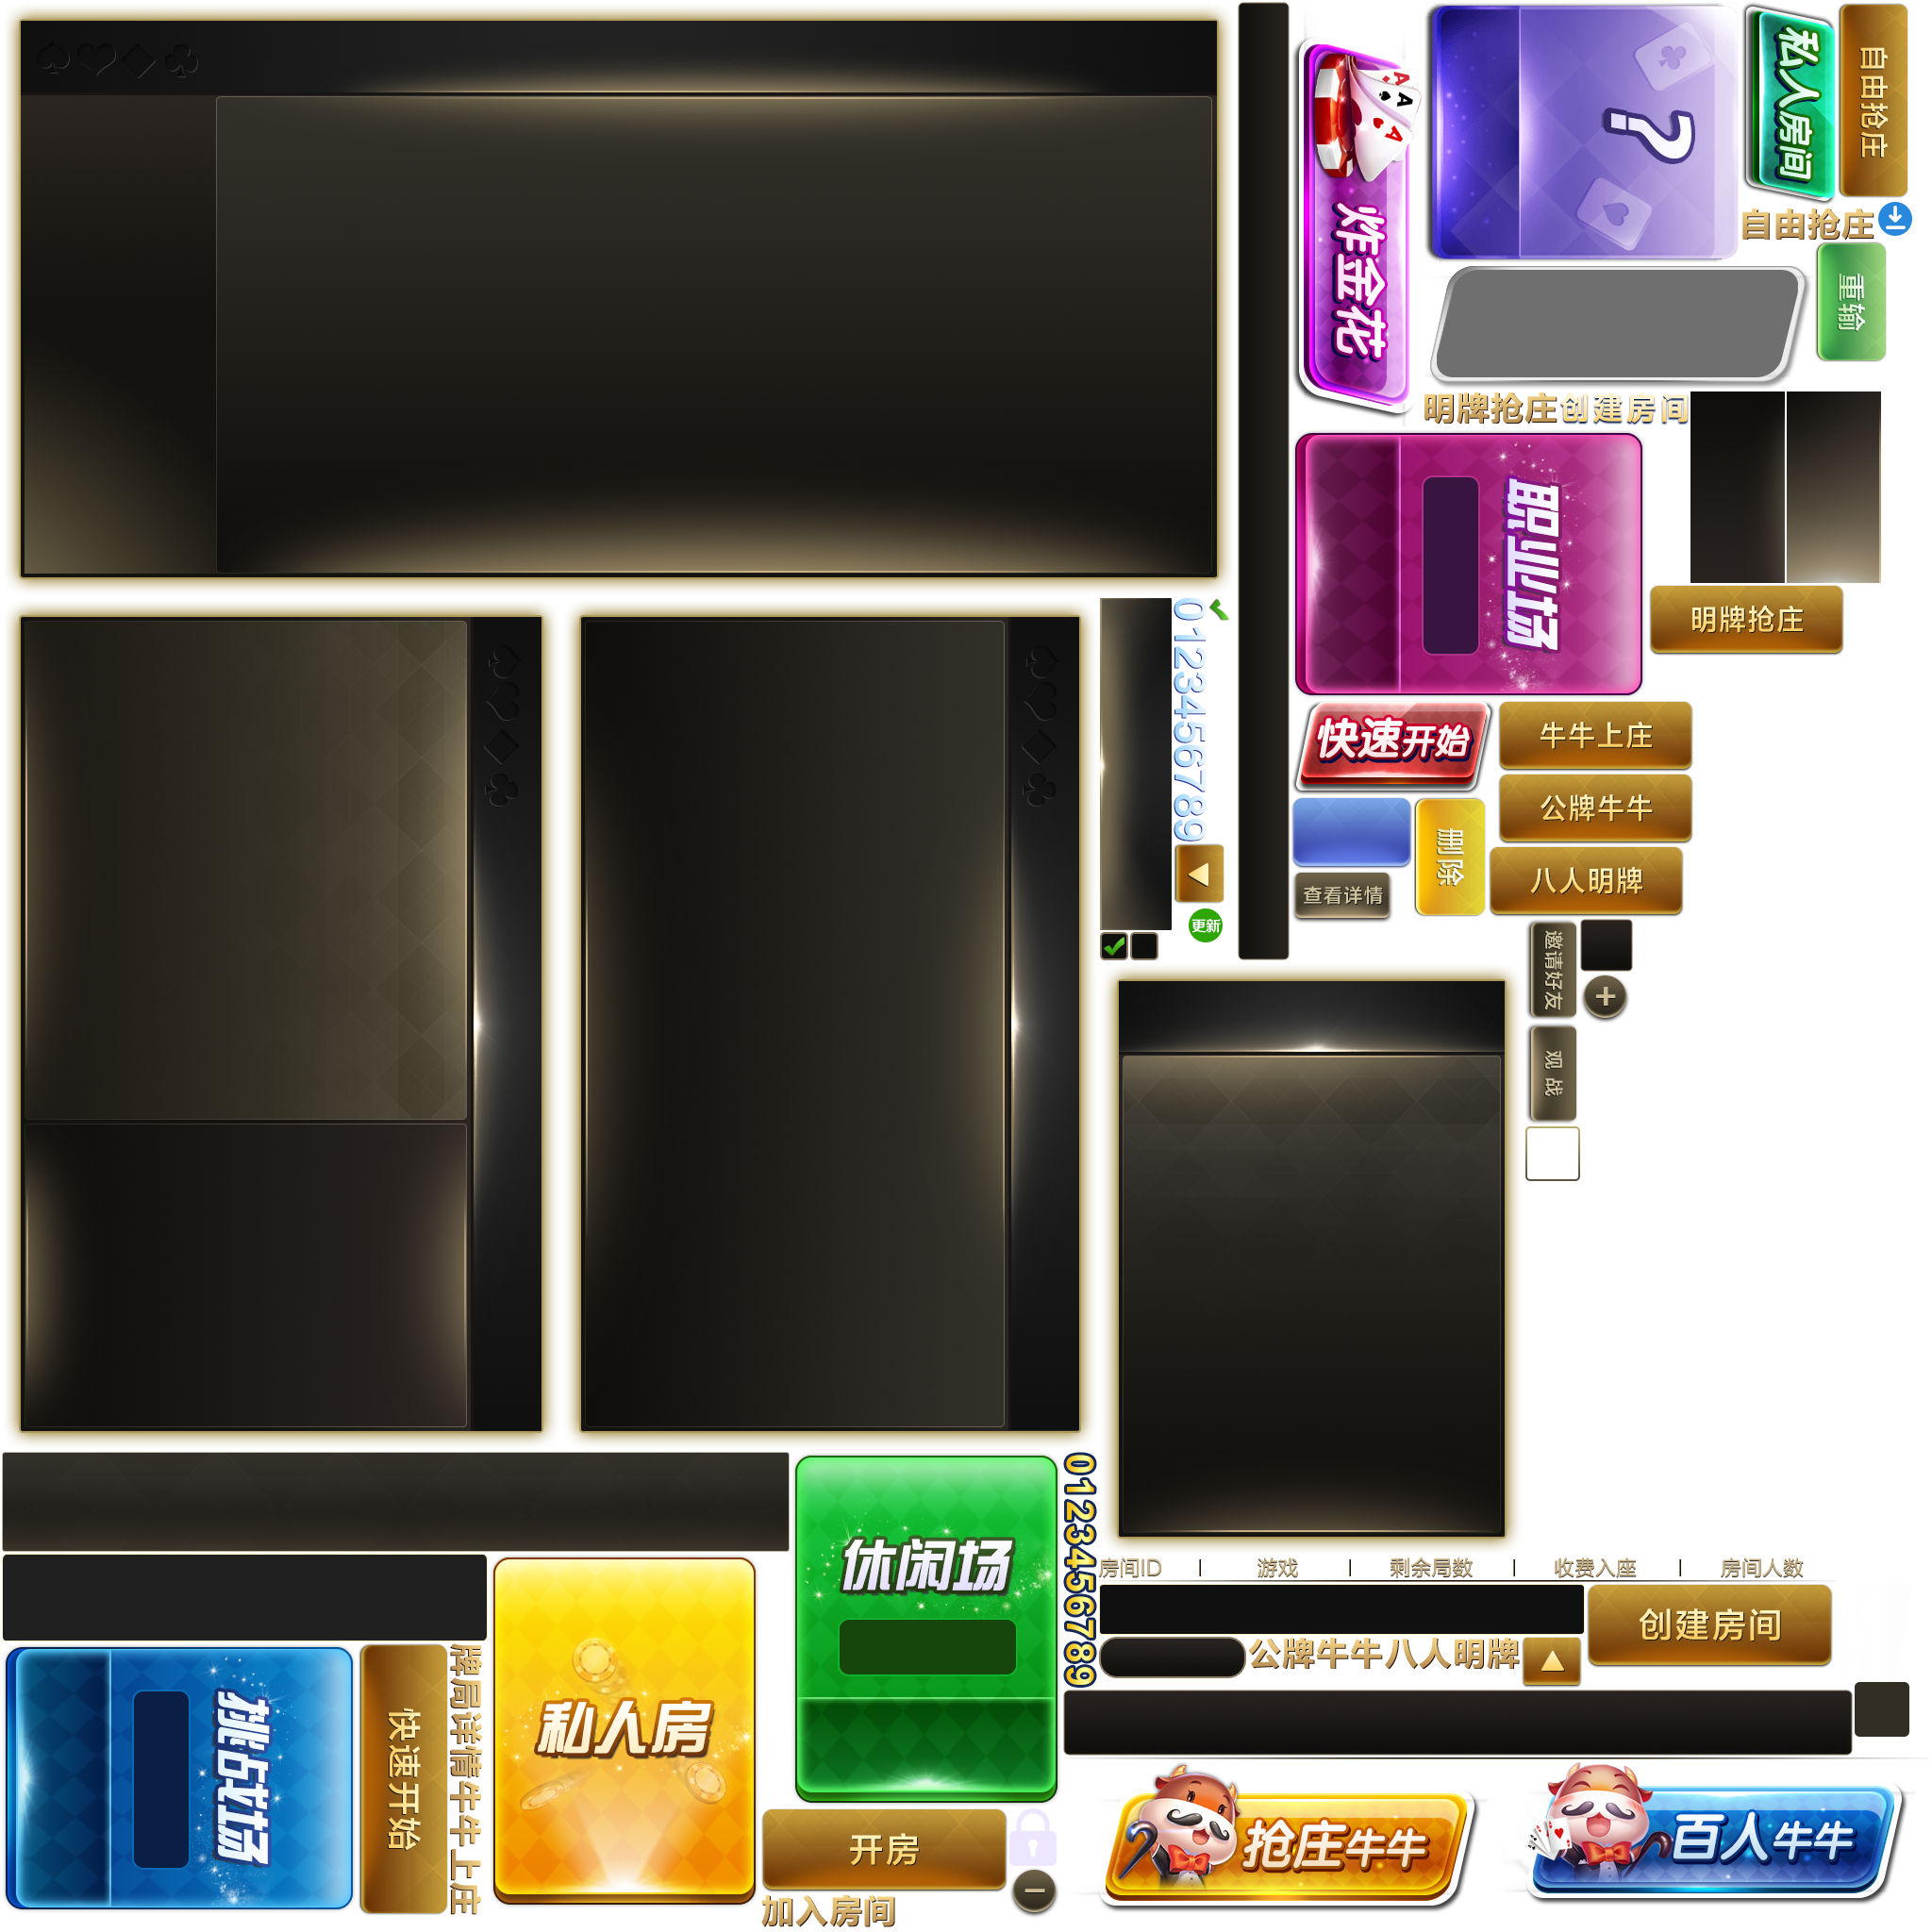 炸金花
A
A
A
?
私人房间
自由抢庄
自由抢庄
重输
明牌抢庄
创建房间
职业场
明牌抢庄
0123456789
快速开始
牛牛上庄
公牌牛牛
删除
八人明牌
查看详情
更新
邀请好友
观战
休闲场
0123456789
房间ID
游戏
剩余局数
收费入座
房间人数
创建房间
公牌牛牛
八人明牌
挑战场
快速开始
牌局详情
牛牛上庄
私人房
开房
加入房间
抢庄牛牛
百人牛牛